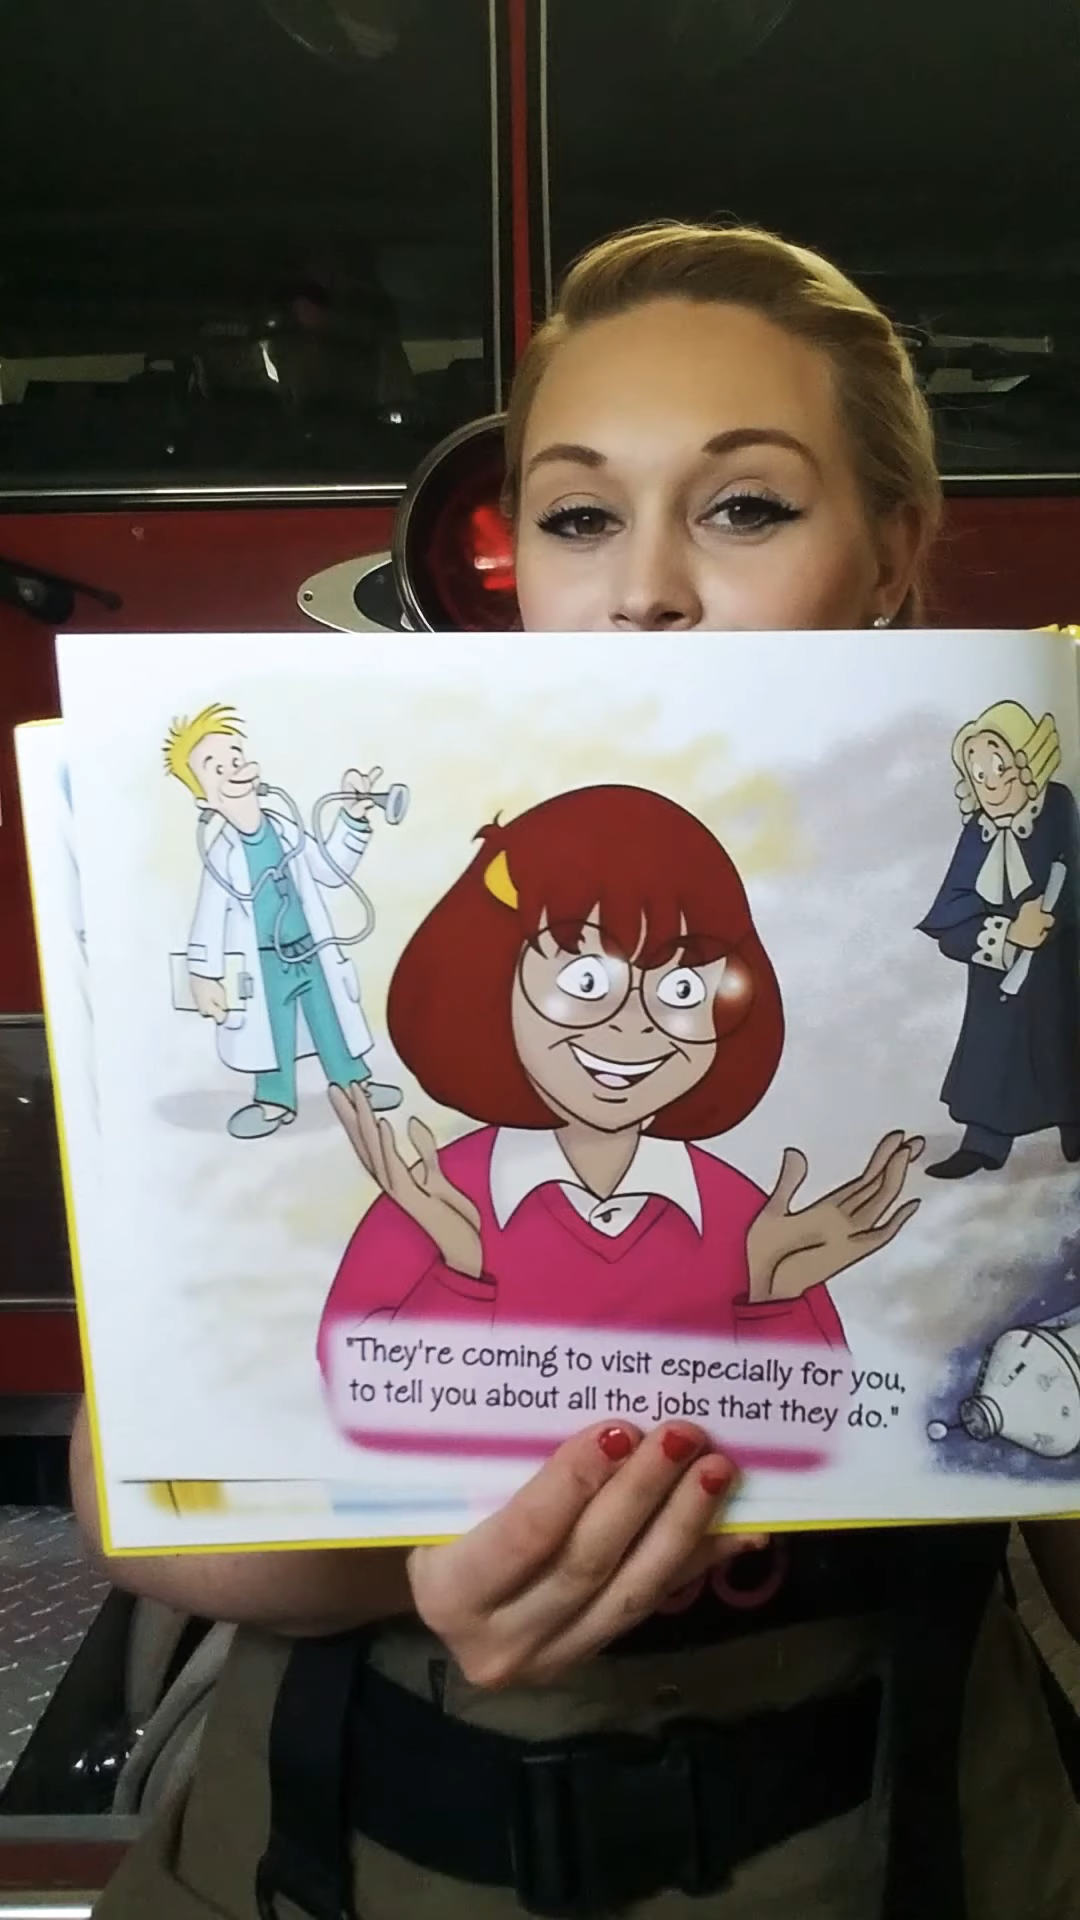 "They're coming to visit especially for you,
to tell you about all the jobs that they do."